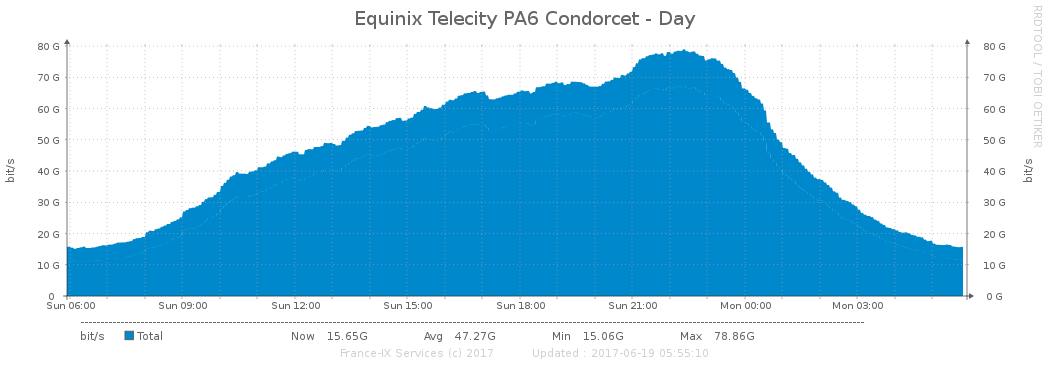 Equinix Telecity PA6 Condorcet - Day
RRDTOOL / TOBI OETIKER
80 G 80 G
70 G 70 G
60 G 60 G
50 G 50 G
40 G 40 G
30 G 30 G
20 G 20 G
10 G 10 G
0 0 G
bit/s bit/s
Sun 06:00 Sun 09:00 Sun 12:00 Sun 15:00 Sun 18:00 Sun 21:00 Mon 00:00 Mon 03:00
bit/s Total Now 15.65G Avg 47.27G Min 15.06G Max 78.86G
France-IX Services (c) 2017 Updated : 2017-06-19 05:55:10